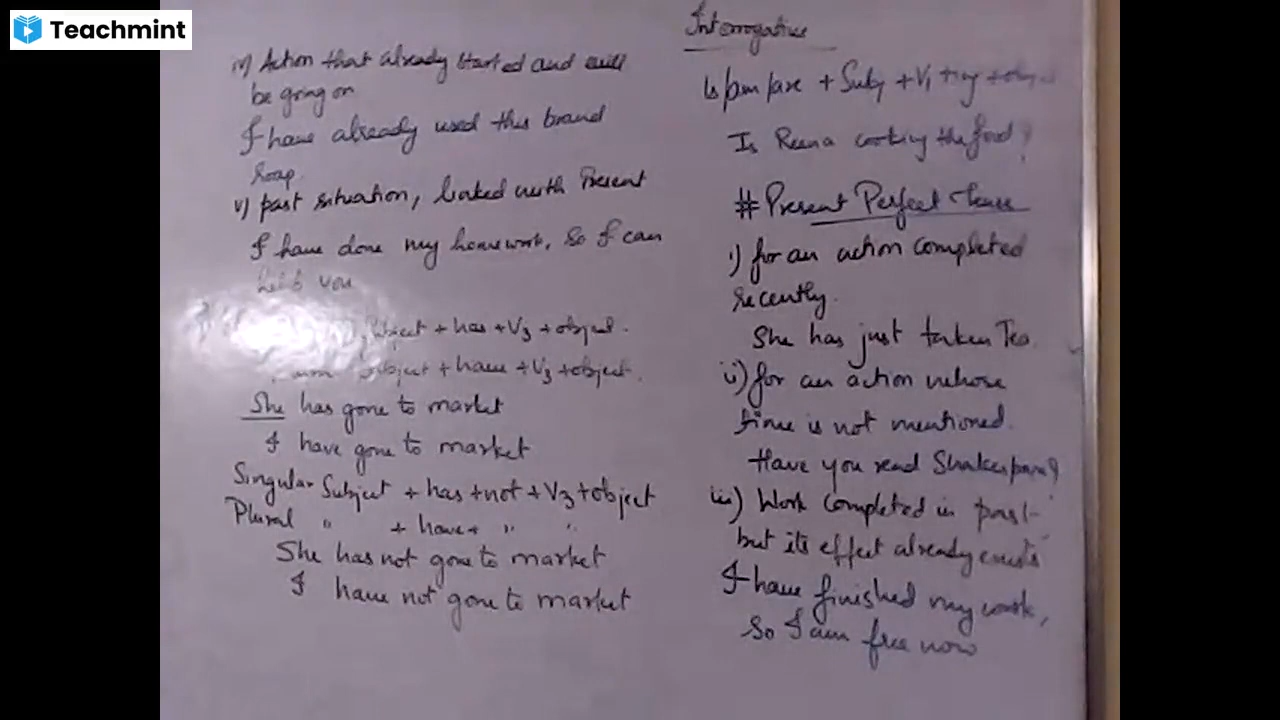 Teachmint
Interrogative
Is/am/are + Subj + V1 + ing + obj
Is Reena cooking the food?
# Present Perfect Tense
i) for an action completed
recently.
She has just taken Tea.
ii) for an action whose
time is not mentioned.
Have you read Shakespare?
iii) Work completed in past
but its effect already exists
I have finished my work,
So I am free now
iv) Action that already started and will
be going on
I have already used this brand
Soap.
v) past situation, linked with Present
I have done my homework, So I can
help you
Subject + has + V3 + object.
Subject + have + V3 + object.
She has gone to market
I have gone to market
Singular Subject + has + not + V3 + object
Plural " + have + " "
She has not gone to market
I have not gone to market